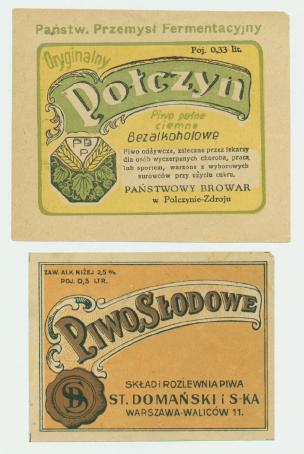 Państw. Przemysł Fermentacyjny
Oryginalny
Poj. 0,33 lit.
Połczyn
Piwo pełne
ciemne
Bezalkoholowe
Piwo odżywcze, zalecane przez lekarzy
dla osób wyczerpanych chorobą, pracą
lub sportem, warzone z wyborowych
surowców przy użyciu cukru.
PAŃSTWOWY BROWAR
w Połczynie-Zdroju
ZAW. ALK. NIŻEJ 2,5 %
POJ. 0,5 LTR.
PIWO SŁODOWE
SKŁAD I ROZLEWNIA PIWA
ST. DOMAŃSKI i S-KA
WARSZAWA-WALICÓW 11.